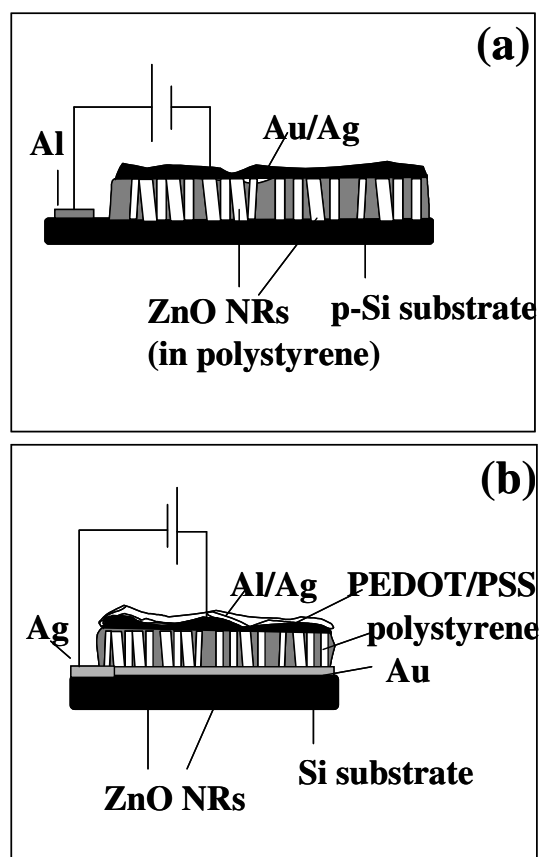 (a)
Al
Au/Ag
ZnO NRs
(in polystyrene)
p-Si substrate
(b)
Al/Ag
PEDOT/PSS
Ag
polystyrene
Au
Si substrate
ZnO NRs